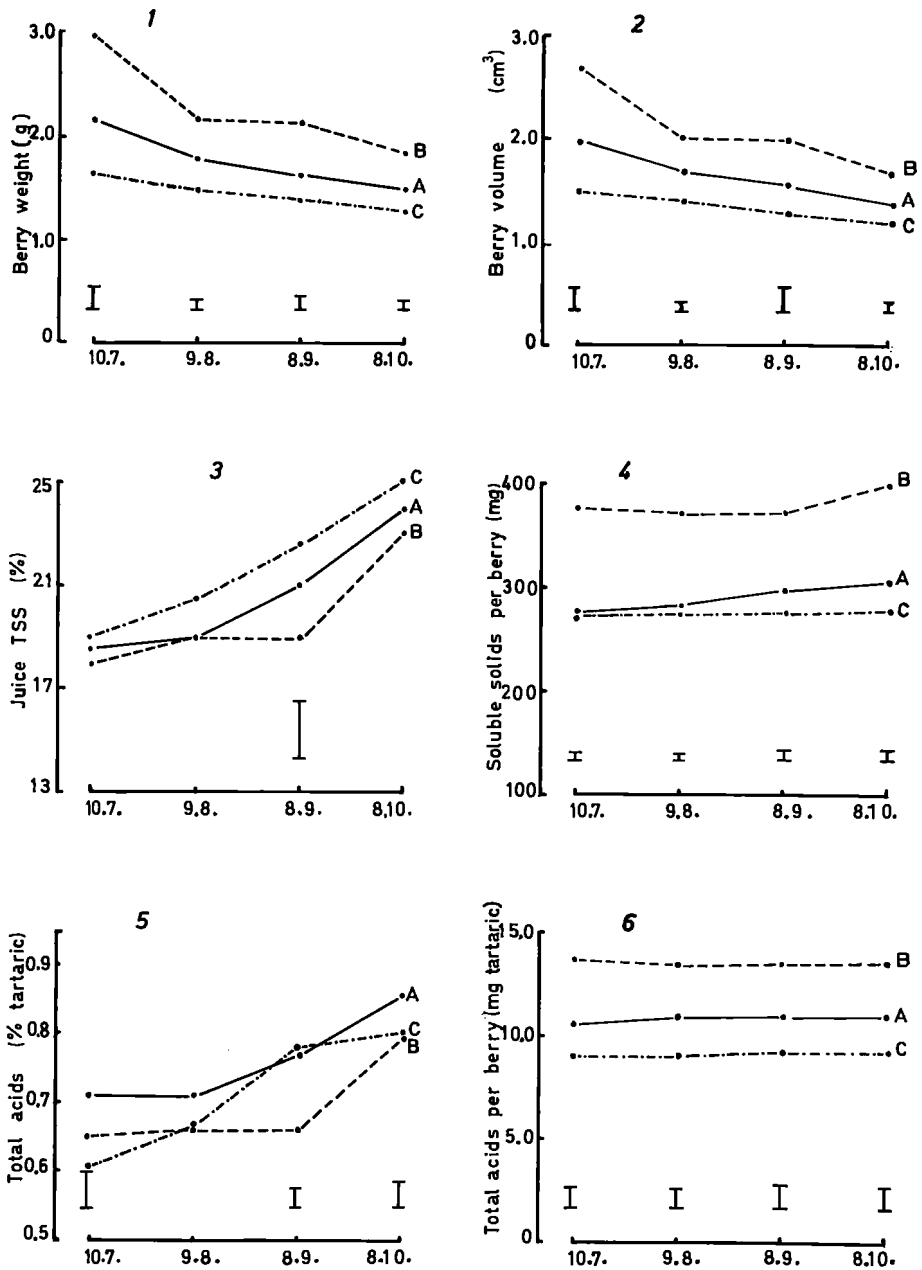 1
3.0
2.0
1.0
0
Berry weight (g)
10.7.
9.8.
8.9.
8.10.
B
A
C
2
3.0
2.0
1.0
0
Berry volume (cm³)
10.7.
9.8.
8.9.
8.10.
B
A
C
3
25
21
17
13
Juice TSS (%)
10.7.
9.8.
8.9.
8.10.
C
A
B
4
400
300
200
100
Soluble solids per berry (mg)
10.7.
9.8.
8.9.
8.10.
B
A
C
5
0.9
0.8
0.7
0.6
0.5
Total acids (% tartaric)
10.7.
9.8.
8.9.
8.10.
A
C
B
6
15.0
10.0
5.0
0
Total acids per berry (mg tartaric)
10.7.
9.8.
8.9.
8.10.
B
A
C